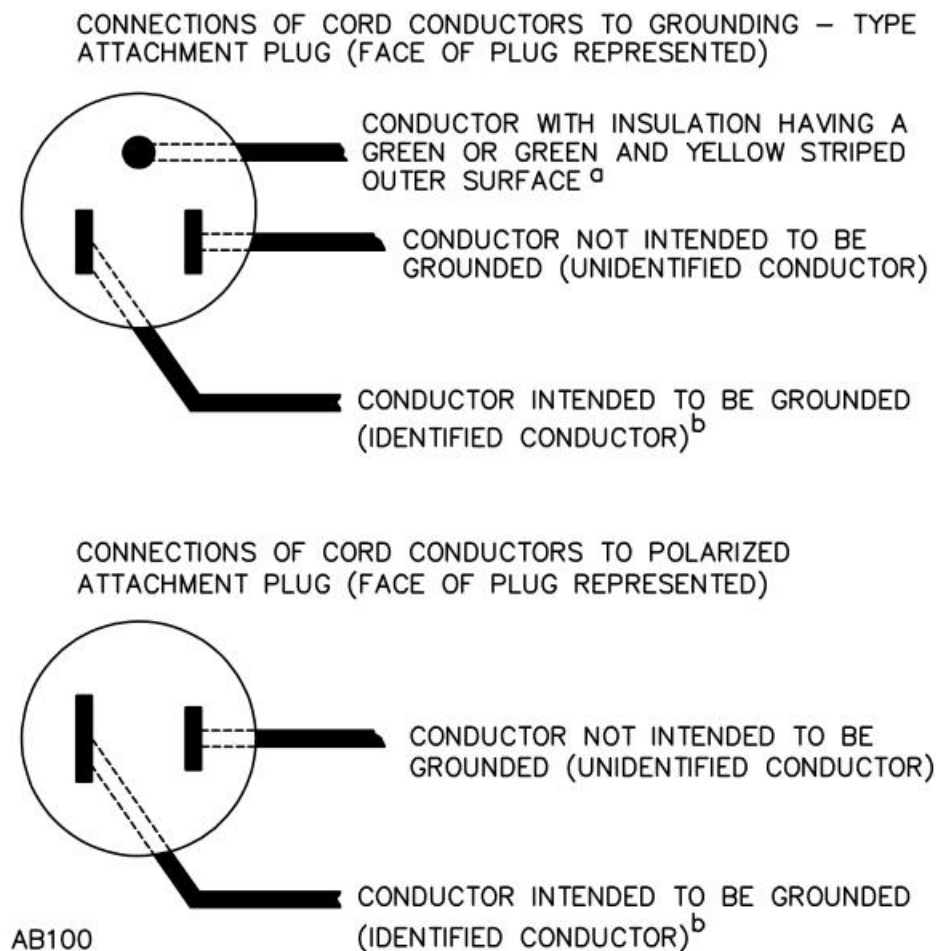 CONNECTIONS OF CORD CONDUCTORS TO GROUNDING – TYPE
ATTACHMENT PLUG (FACE OF PLUG REPRESENTED)
CONDUCTOR WITH INSULATION HAVING A
GREEN OR GREEN AND YELLOW STRIPED
OUTER SURFACE a
CONDUCTOR NOT INTENDED TO BE
GROUNDED (UNIDENTIFIED CONDUCTOR)
CONDUCTOR INTENDED TO BE GROUNDED
(IDENTIFIED CONDUCTOR) b
CONNECTIONS OF CORD CONDUCTORS TO POLARIZED
ATTACHMENT PLUG (FACE OF PLUG REPRESENTED)
CONDUCTOR NOT INTENDED TO BE
GROUNDED (UNIDENTIFIED CONDUCTOR)
CONDUCTOR INTENDED TO BE GROUNDED
(IDENTIFIED CONDUCTOR) b
AB100